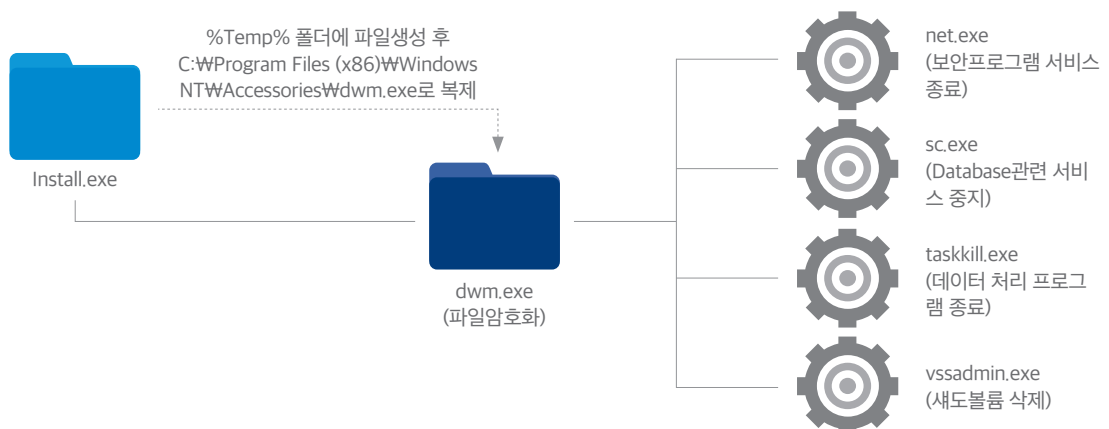 %Temp% 폴더에 파일생성 후
C:₩Program Files (x86)₩Windows
NT₩Accessories₩dwm.exe로 복제
Install.exe
dwm.exe
(파일암호화)
net.exe
(보안프로그램 서비스
종료)
sc.exe
(Database관련 서비
스 중지)
taskkill.exe
(데이터 처리 프로그
램 종료)
vssadmin.exe
(섀도볼륨 삭제)